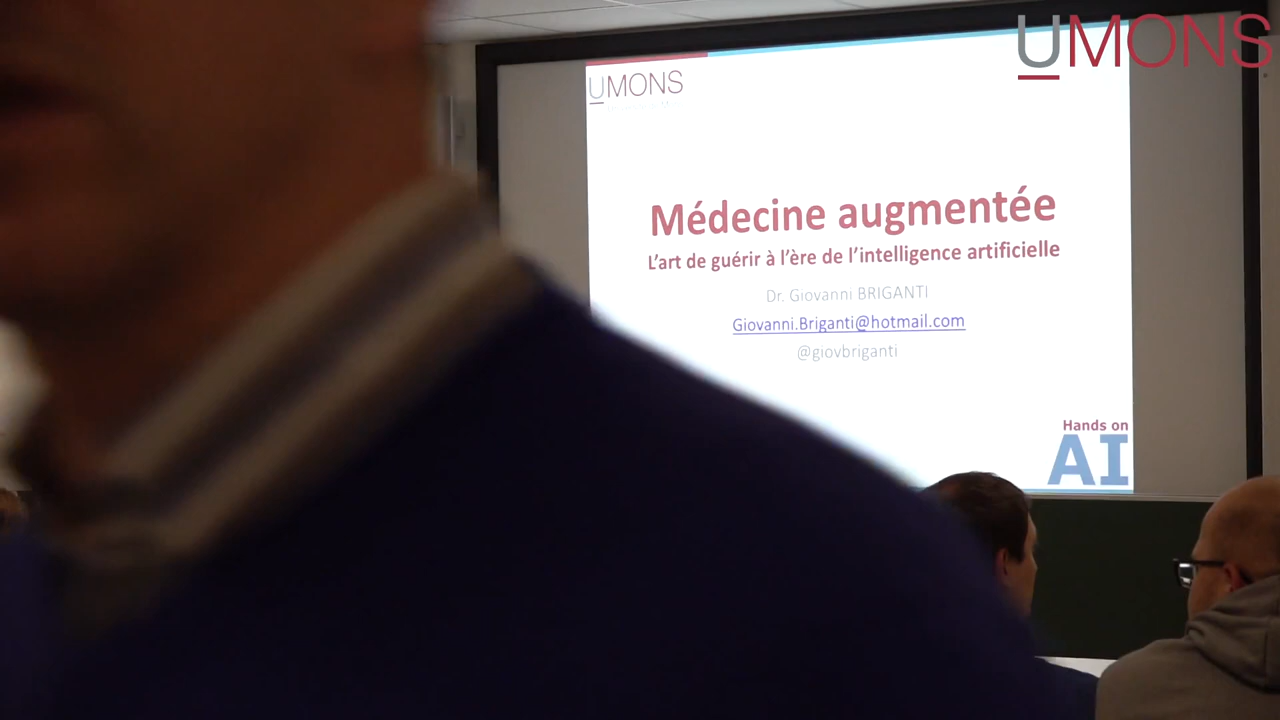 UMONS
UMONS
Médecine augmentée
L'art de guérir à l'ère de l'intelligence artificielle
Dr. Giovanni BRIGANTI
Giovanni.Briganti@hotmail.com
@giovbriganti
Hands on
AI